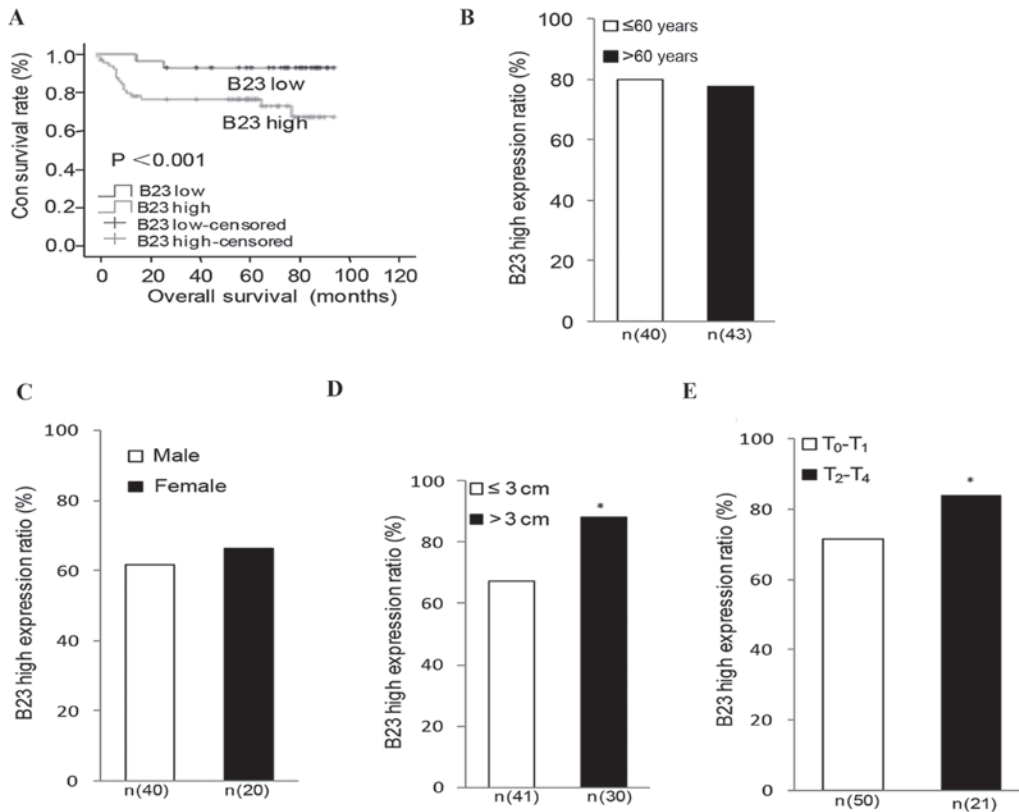 A
Con survival rate (%)
1.0
0.8
0.6
0.4
0.2
0.0
B23 low
B23 high
P <0.001
B23 low
B23 high
B23 low-censored
B23 high-censored
0 20 40 60 80 100 120
Overall survival (months)
B
B23 high expression ratio (%)
100
80
60
40
20
0
≤60 years
>60 years
n(40) n(43)
C
B23 high expression ratio (%)
100
80
60
40
20
0
Male
Female
n(40) n(20)
D
B23 high expression ratio (%)
100
80
60
40
20
0
≤ 3 cm
> 3 cm
*
n(41) n(30)
E
B23 high expression ratio (%)
100
80
60
40
20
0
T₀-T₁
T₂-T₄
*
n(50) n(21)